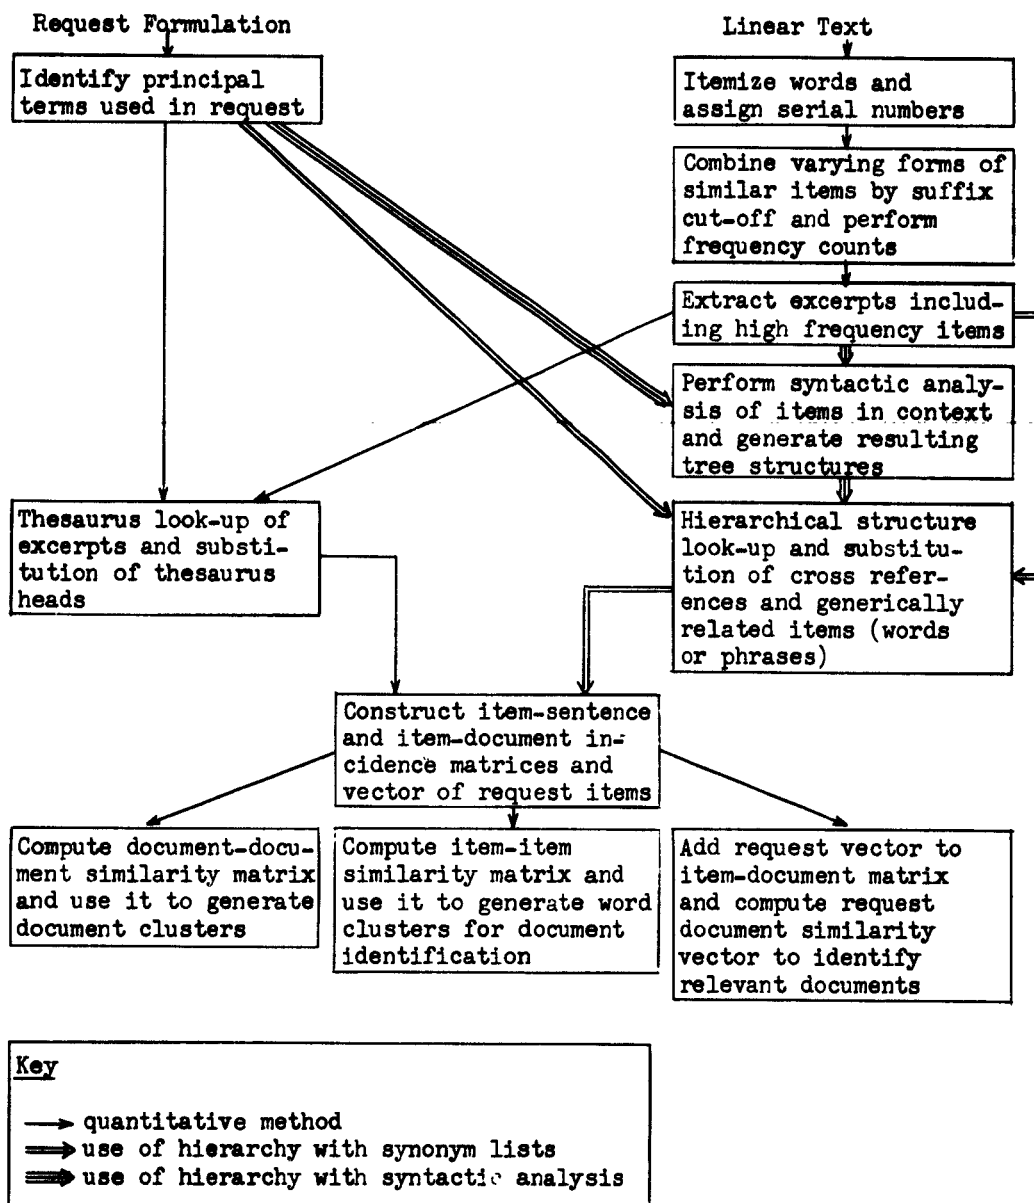 Request Formulation
Identify principal
terms used in request
Linear Text
Itemize words and
assign serial numbers
Combine varying forms of
similar items by suffix
cut-off and perform
frequency counts
Extract excerpts includ-
ing high frequency items
Perform syntactic analy-
sis of items in context
and generate resulting
tree structures
Thesaurus look-up of
excerpts and substi-
tution of thesaurus
heads
Hierarchical structure
look-up and substitu-
tion of cross refer-
ences and generically
related items (words
or phrases)
Construct item-sentence
and item-document in-
cidence matrices and
vector of request items
Compute document-docu-
ment similarity matrix
and use it to generate
document clusters
Compute item-item
similarity matrix and
use it to generate word
clusters for document
identification
Add request vector to
item-document matrix
and compute request
document similarity
vector to identify
relevant documents
Key
quantitative method
use of hierarchy with synonym lists
use of hierarchy with syntactic analysis